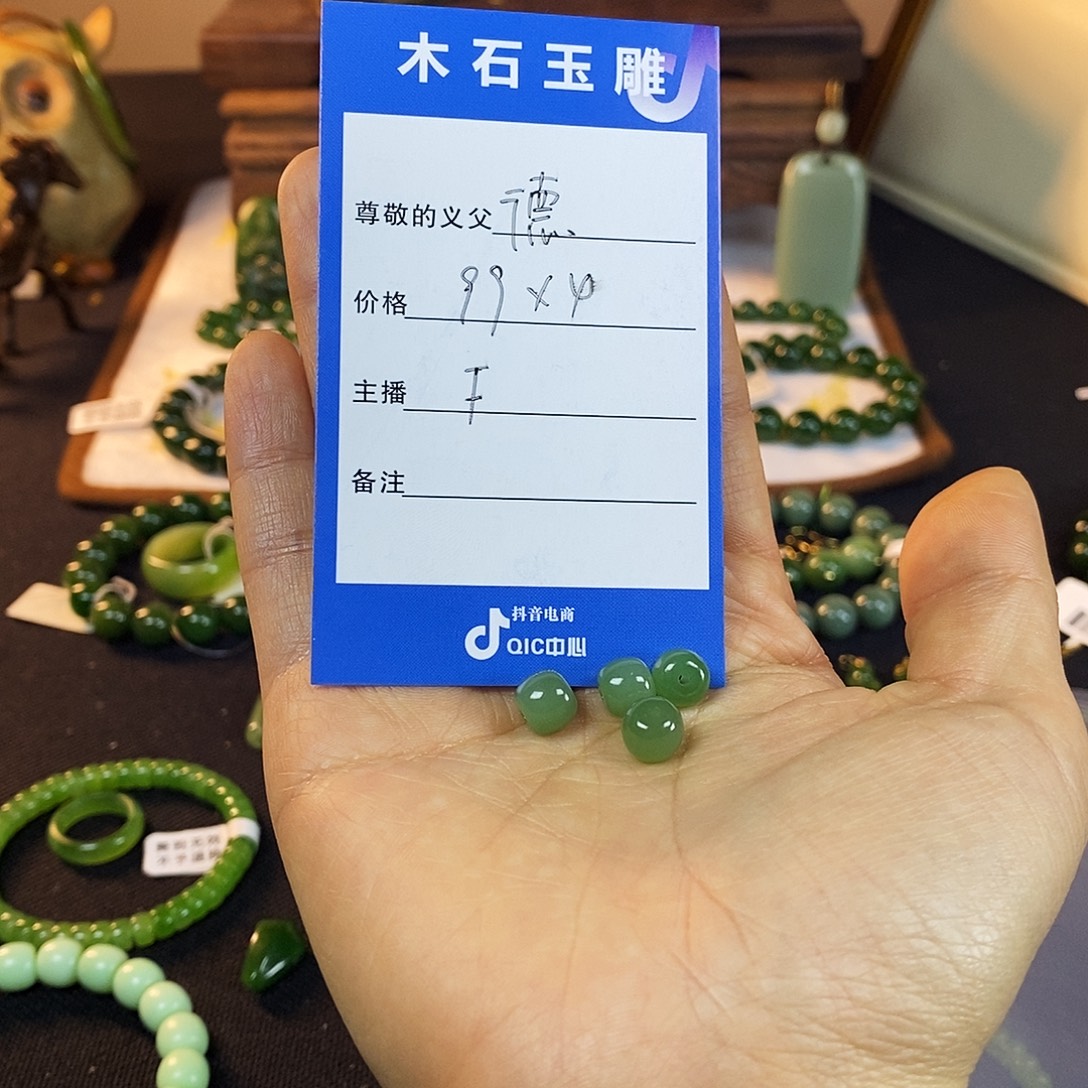 木石玉雕
尊敬的义父 德
价格 99×4
主播 F
备注
抖音电商
QIC中心